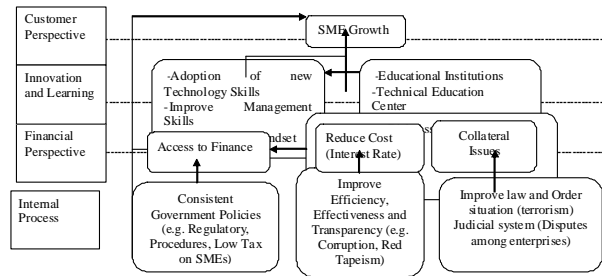 Customer
Perspective
SME Growth
Innovation
and Learning
-Adoption of new
Technology Skills
-Improve Management
Skills
-Educational Institutions
-Technical Education
Center
Financial
Perspective
Access to Finance
Reduce Cost
(Interest Rate)
Collateral
Issues
Internal
Process
Consistent
Government Policies
(e.g. Regulatory,
Procedures, Low Tax
on SMEs)
Improve
Efficiency,
Effectiveness and
Transparency (e.g.
Corruption, Red
Tapeism)
Improve law and Order
situation (terrorism)
Judicial system (Disputes
among enterprises)